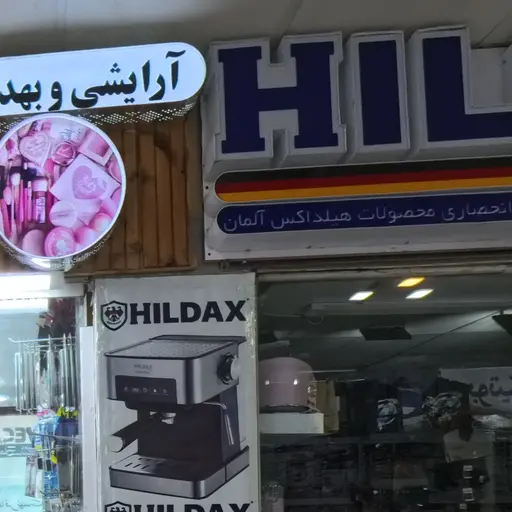 آرایشی و بهد
HIL
انحصاری محصولات هیلداکس آلمان
HILDAX
HILDAX